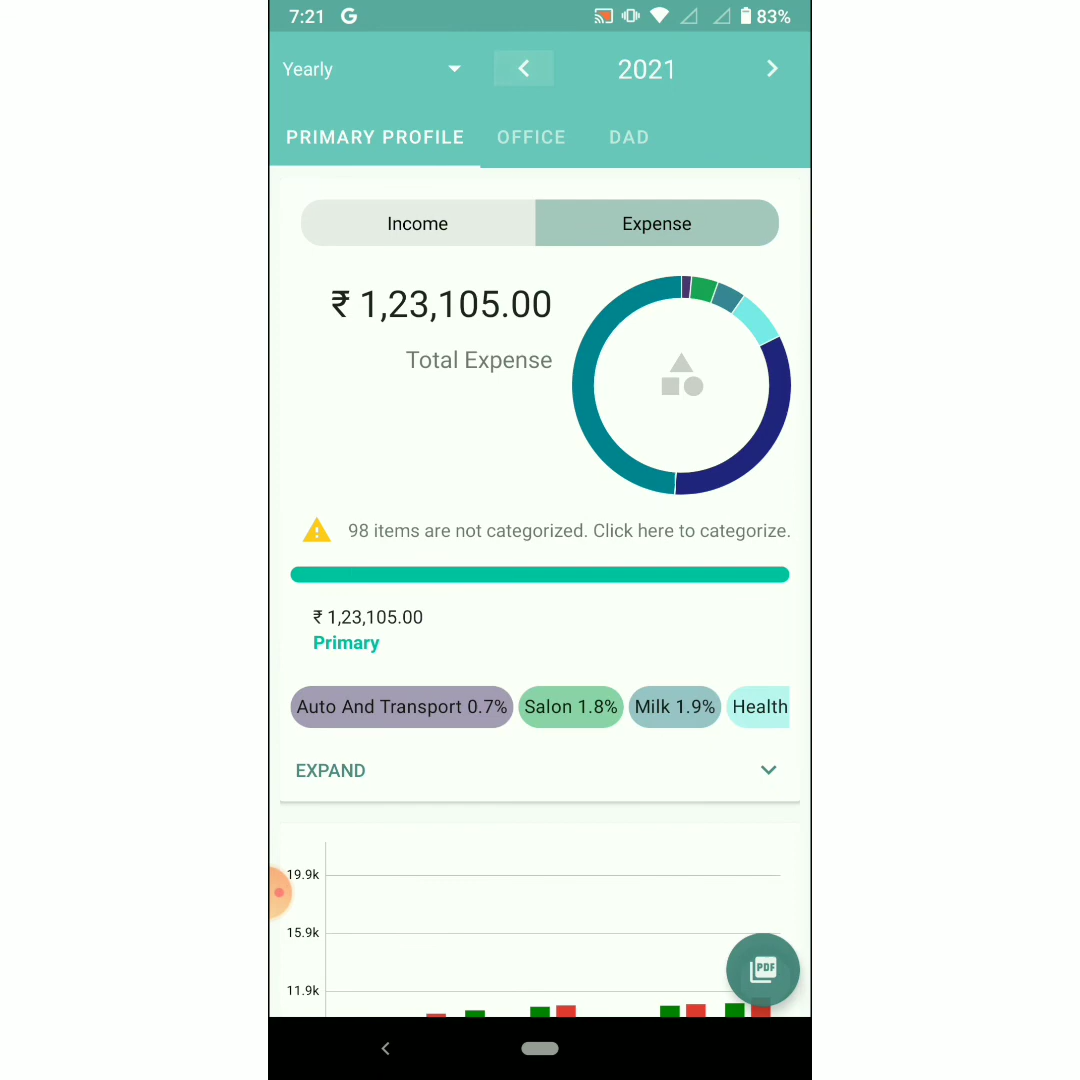 7:21 G 83%
Yearly 2021
PRIMARY PROFILE OFFICE DAD
Income Expense
₹ 1,23,105.00
Total Expense
98 items are not categorized. Click here to categorize.
₹ 1,23,105.00
Primary
Auto And Transport 0.7% Salon 1.8% Milk 1.9% Health
EXPAND
19.9k
15.9k
PDF
11.9k